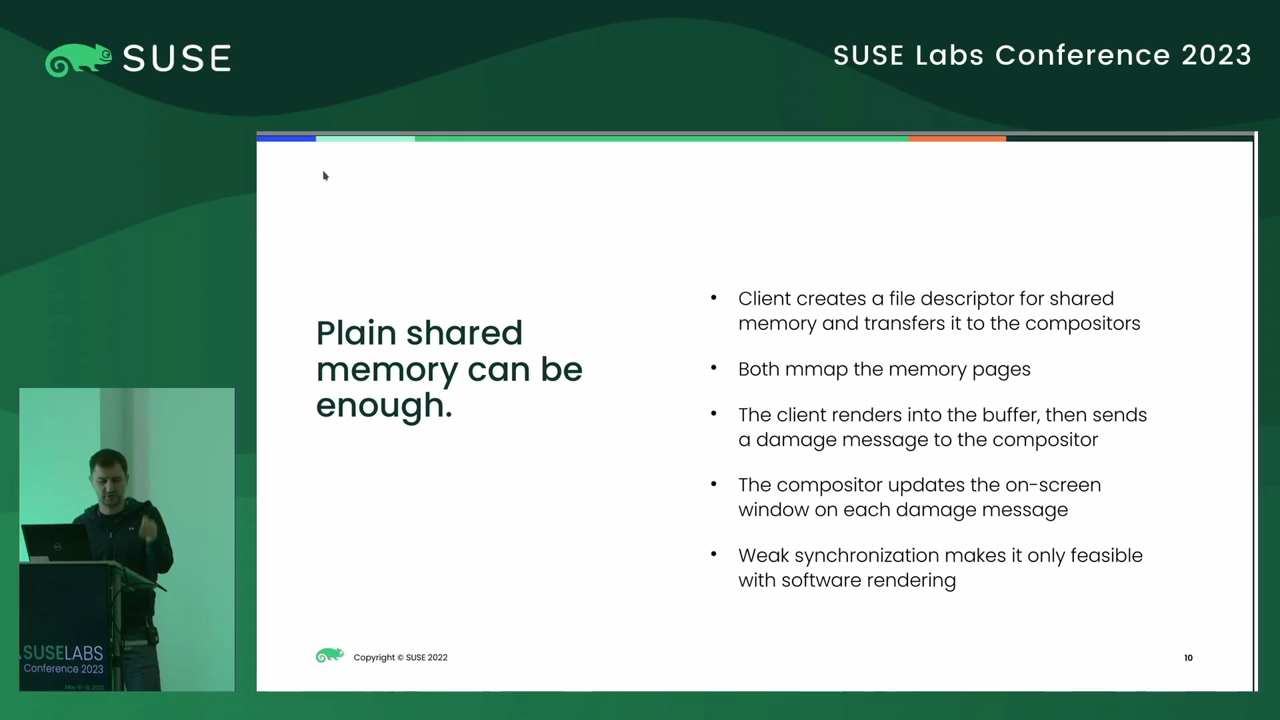 SUSE
SUSE Labs Conference 2023
Plain shared
memory can be
enough.
• Client creates a file descriptor for shared
memory and transfers it to the compositors
• Both mmap the memory pages
• The client renders into the buffer, then sends
a damage message to the compositor
• The compositor updates the on-screen
window on each damage message
• Weak synchronization makes it only feasible
with software rendering
Copyright © SUSE 2022
10
SUSELABS
Conference 2023